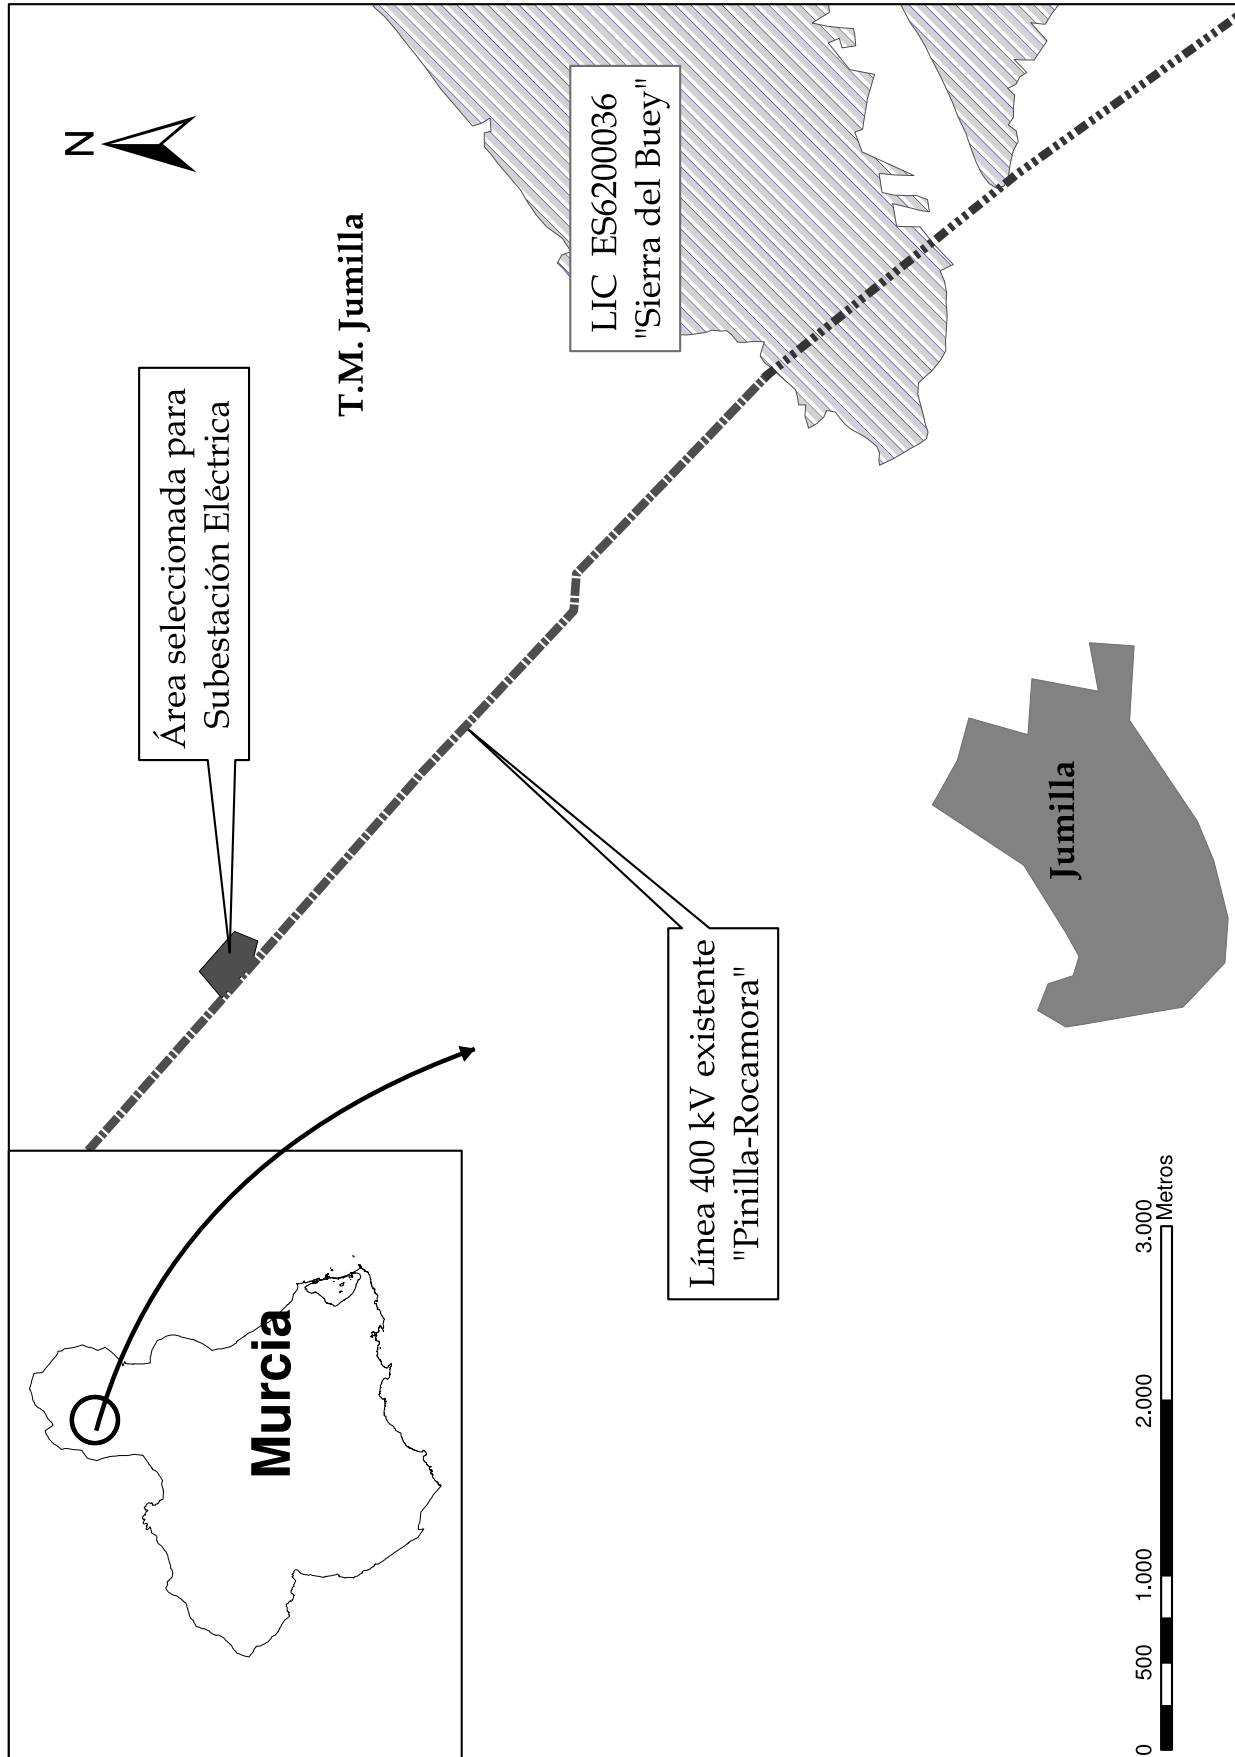 N
Área seleccionada para
Subestación Eléctrica
T.M. Jumilla
LIC ES6200036
"Sierra del Buey"
Murcia
Línea 400 kV existente
"Pinilla-Rocamora"
Jumilla
0 500 1.000 2.000 3.000
Metros